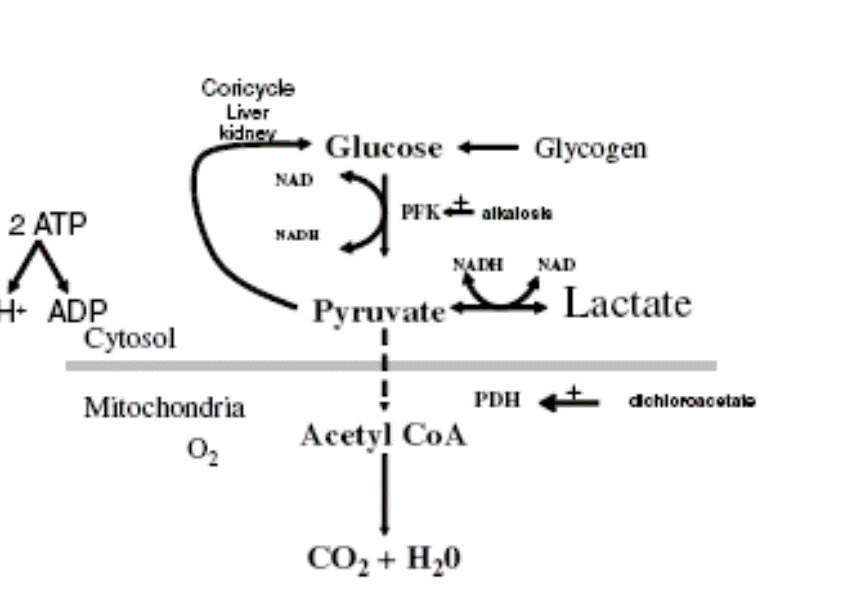 Coricycle
Liver
kidney
Glucose
Glycogen
NAD
PFK
+
alkalosis
2 ATP
NADH
NADH
NAD
H+ ADP
Pyruvate
Lactate
Cytosol
Mitochondria
PDH
+
dichloroacetate
O2
Acetyl CoA
CO2 + H20